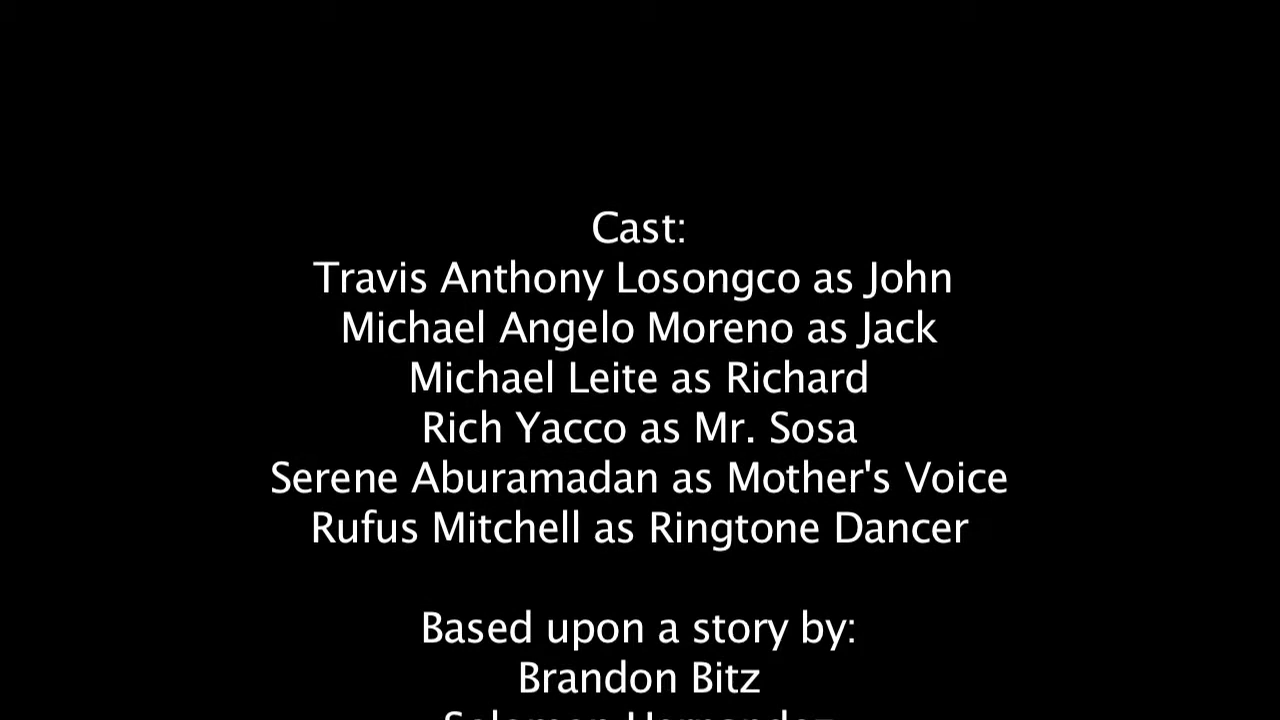 Cast:
Travis Anthony Losongco as John
Michael Angelo Moreno as Jack
Michael Leite as Richard
Rich Yacco as Mr. Sosa
Serene Aburamadan as Mother's Voice
Rufus Mitchell as Ringtone Dancer
Based upon a story by:
Brandon Bitz